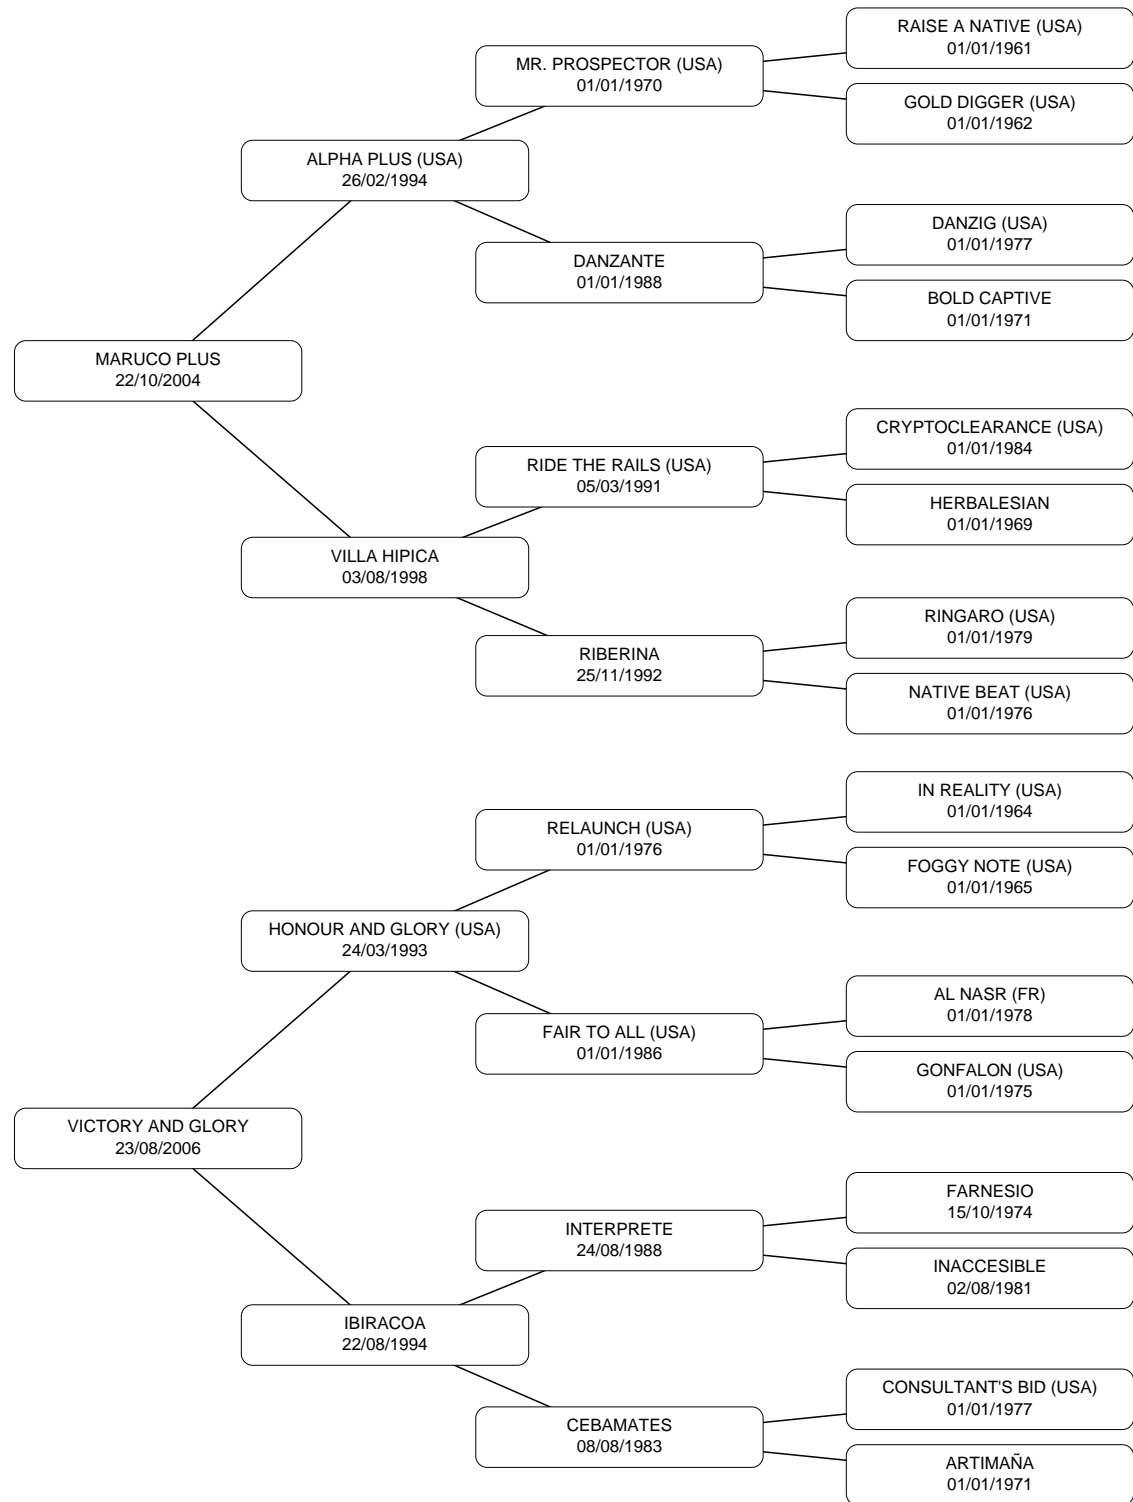 RAISE A NATIVE (USA)
01/01/1961
MR. PROSPECTOR (USA)
01/01/1970
GOLD DIGGER (USA)
01/01/1962
ALPHA PLUS (USA)
26/02/1994
DANZIG (USA)
01/01/1977
DANZANTE
01/01/1988
BOLD CAPTIVE
01/01/1971
MARUCO PLUS
22/10/2004
CRYPTOCLEARANCE (USA)
01/01/1984
RIDE THE RAILS (USA)
05/03/1991
HERBALESIAN
01/01/1969
VILLA HIPICA
03/08/1998
RINGARO (USA)
01/01/1979
RIBERINA
25/11/1992
NATIVE BEAT (USA)
01/01/1976
IN REALITY (USA)
01/01/1964
RELAUNCH (USA)
01/01/1976
FOGGY NOTE (USA)
01/01/1965
HONOUR AND GLORY (USA)
24/03/1993
AL NASR (FR)
01/01/1978
FAIR TO ALL (USA)
01/01/1986
GONFALON (USA)
01/01/1975
VICTORY AND GLORY
23/08/2006
FARNESIO
15/10/1974
INTERPRETE
24/08/1988
INACCESIBLE
02/08/1981
IBIRACOA
22/08/1994
CONSULTANT'S BID (USA)
01/01/1977
CEBAMATES
08/08/1983
ARTIMAÑA
01/01/1971